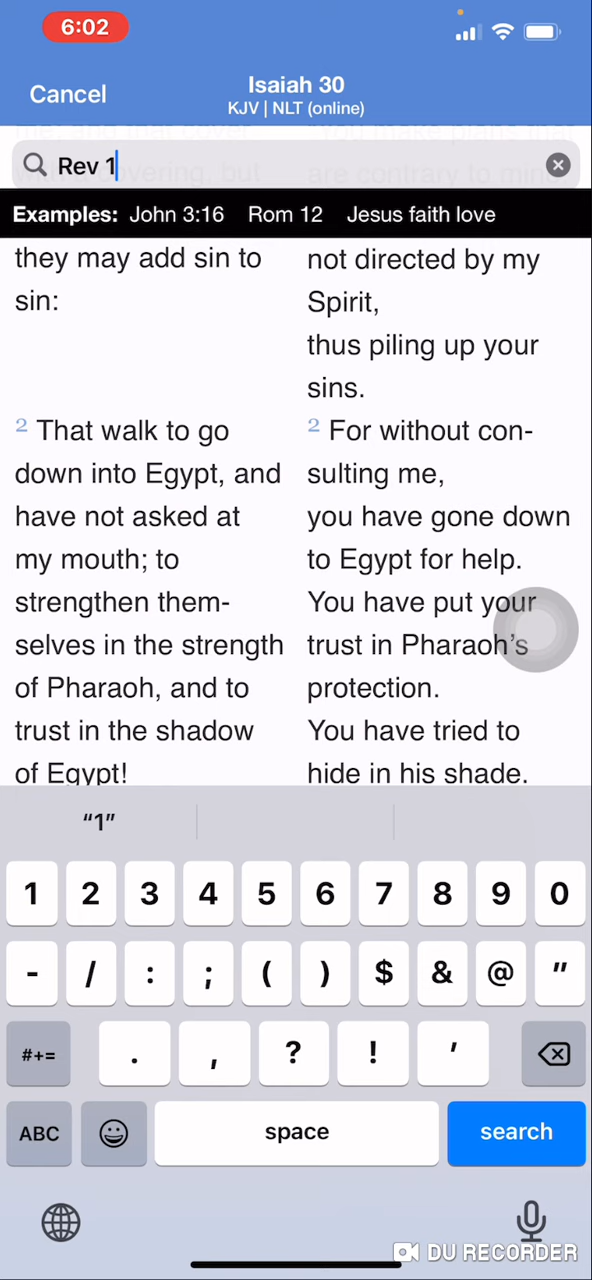 6:02
Cancel
Isaiah 30
KJV | NLT (online)
Rev 1
Examples: John 3:16 Rom 12 Jesus faith love
they may add sin to
sin:
2 That walk to go
down into Egypt, and
have not asked at
my mouth; to
strengthen them-
selves in the strength
of Pharaoh, and to
trust in the shadow
of Egypt!
not directed by my
Spirit,
thus piling up your
sins.
2 For without con-
sulting me,
you have gone down
to Egypt for help.
You have put your
trust in Pharaoh's
protection.
You have tried to
hide in his shade.
"1"
1 2 3 4 5 6 7 8 9 0
- / : ; ( ) $ & @ "
#+= . , ? ! '
ABC space search
DU RECORDER